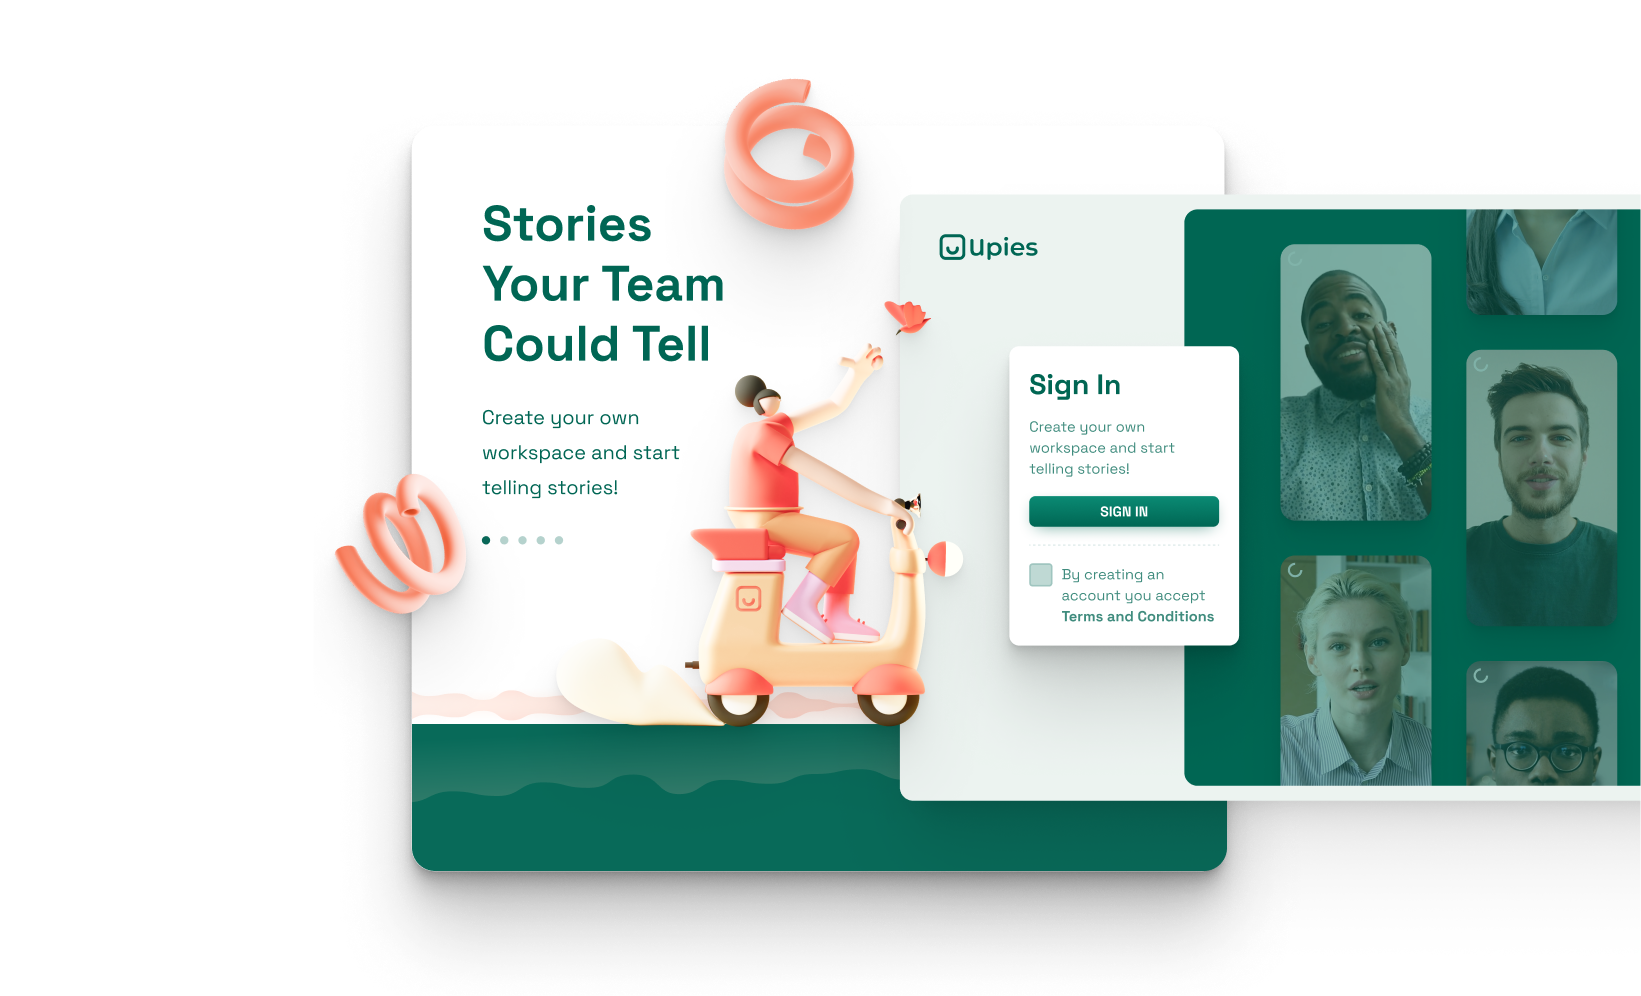 Stories
Your Team
Could Tell
Create your own
workspace and start
telling stories!
Upies
Sign In
Create your own
workspace and start
telling stories!
SIGN IN
By creating an
account you accept
Terms and Conditions